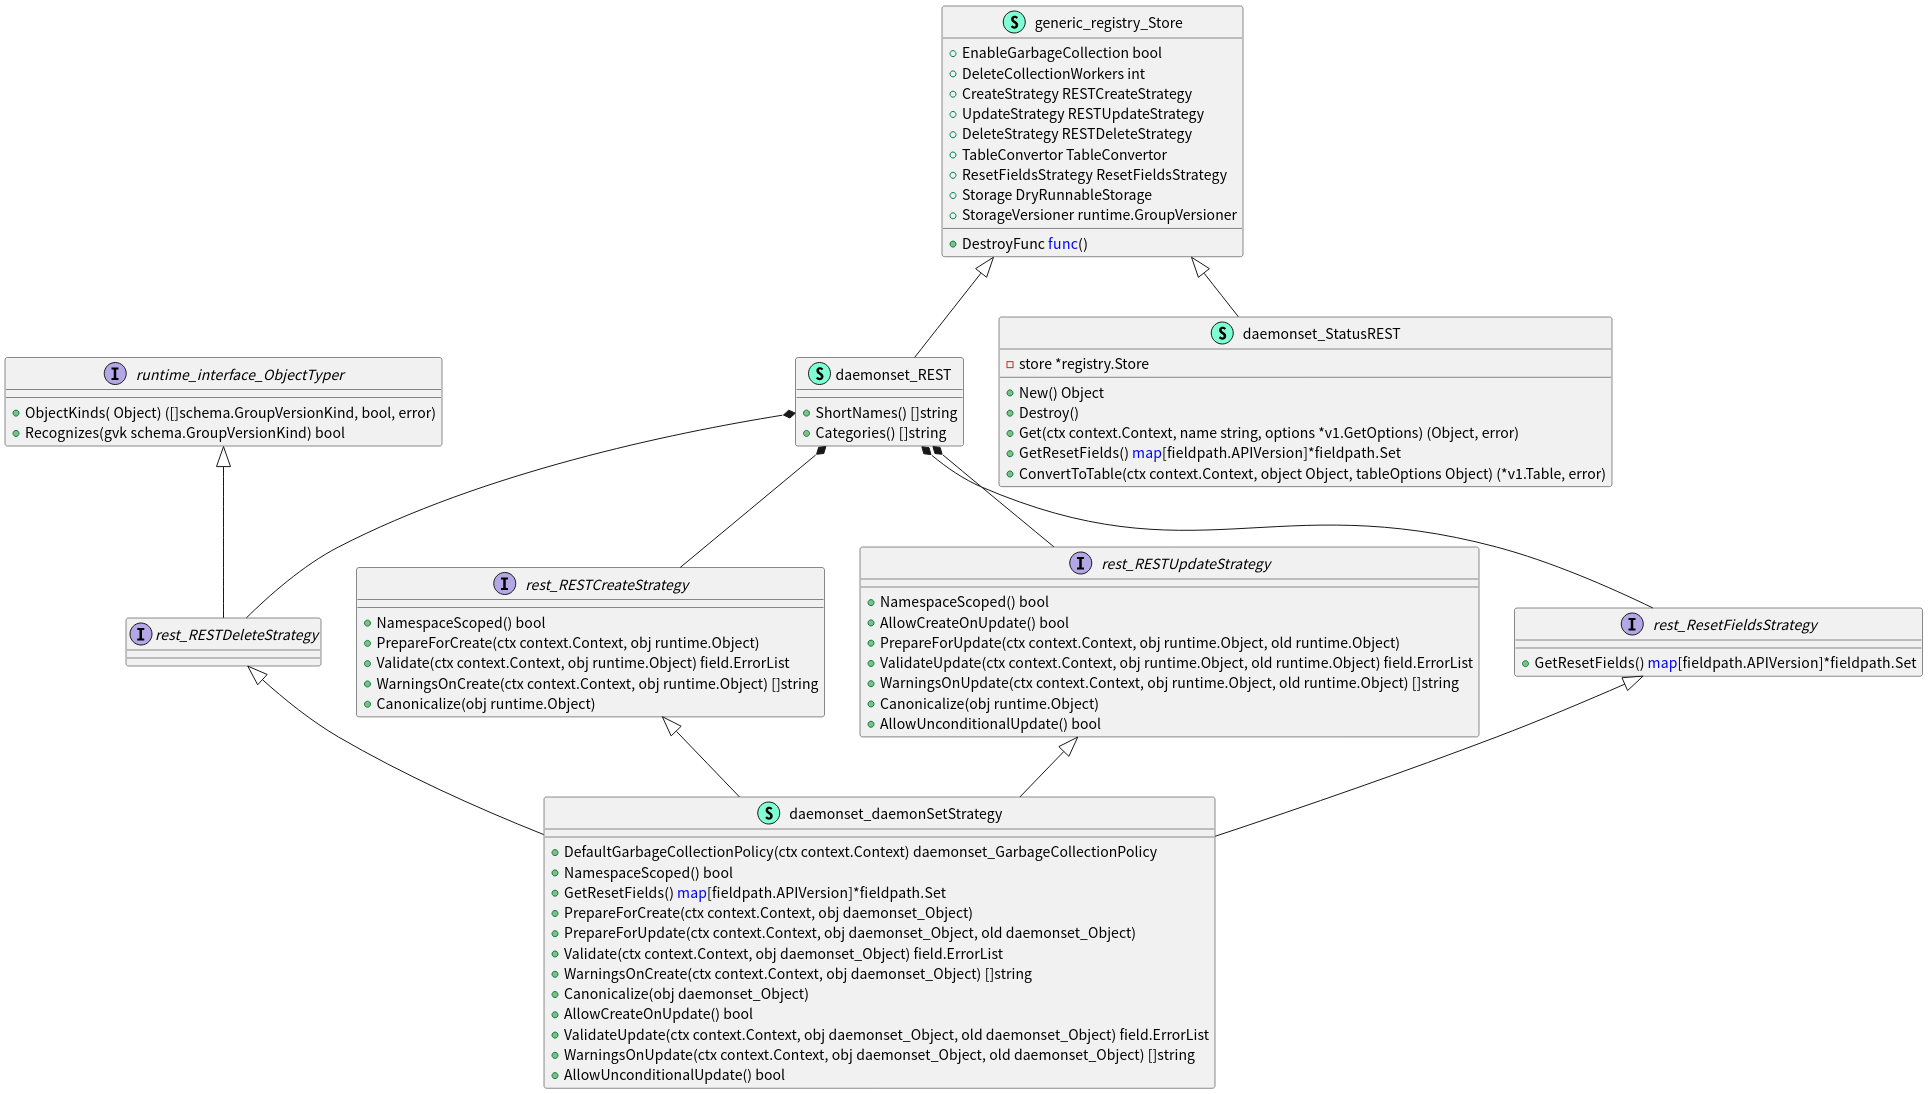 S generic_registry_Store
EnableGarbageCollection bool
DeleteCollectionWorkers int
CreateStrategy RESTCreateStrategy
UpdateStrategy RESTUpdateStrategy
DeleteStrategy RESTDeleteStrategy
TableConvertor TableConvertor
ResetFieldsStrategy ResetFieldsStrategy
Storage DryRunnableStorage
StorageVersioner runtime.GroupVersioner
DestroyFunc func()
S daemonset_StatusREST
store *registry.Store
New() Object
Destroy()
Get(ctx context.Context, name string, options *v1.GetOptions) (Object, error)
GetResetFields() map[fieldpath.APIVersion]*fieldpath.Set
ConvertToTable(ctx context.Context, object Object, tableOptions Object) (*v1.Table, error)
I runtime_interface_ObjectTyper
ObjectKinds( Object) ([]schema.GroupVersionKind, bool, error)
Recognizes(gvk schema.GroupVersionKind) bool
S daemonset_REST
ShortNames() []string
Categories() []string
I rest_RESTDeleteStrategy
I rest_RESTCreateStrategy
NamespaceScoped() bool
PrepareForCreate(ctx context.Context, obj runtime.Object)
Validate(ctx context.Context, obj runtime.Object) field.ErrorList
WarningsOnCreate(ctx context.Context, obj runtime.Object) []string
Canonicalize(obj runtime.Object)
I rest_RESTUpdateStrategy
NamespaceScoped() bool
AllowCreateOnUpdate() bool
PrepareForUpdate(ctx context.Context, obj runtime.Object, old runtime.Object)
ValidateUpdate(ctx context.Context, obj runtime.Object, old runtime.Object) field.ErrorList
WarningsOnUpdate(ctx context.Context, obj runtime.Object, old runtime.Object) []string
Canonicalize(obj runtime.Object)
AllowUnconditionalUpdate() bool
I rest_ResetFieldsStrategy
GetResetFields() map[fieldpath.APIVersion]*fieldpath.Set
S daemonset_daemonSetStrategy
DefaultGarbageCollectionPolicy(ctx context.Context) daemonset_GarbageCollectionPolicy
NamespaceScoped() bool
GetResetFields() map[fieldpath.APIVersion]*fieldpath.Set
PrepareForCreate(ctx context.Context, obj daemonset_Object)
PrepareForUpdate(ctx context.Context, obj daemonset_Object, old daemonset_Object)
Validate(ctx context.Context, obj daemonset_Object) field.ErrorList
WarningsOnCreate(ctx context.Context, obj daemonset_Object) []string
Canonicalize(obj daemonset_Object)
AllowCreateOnUpdate() bool
ValidateUpdate(ctx context.Context, obj daemonset_Object, old daemonset_Object) field.ErrorList
WarningsOnUpdate(ctx context.Context, obj daemonset_Object, old daemonset_Object) []string
AllowUnconditionalUpdate() bool